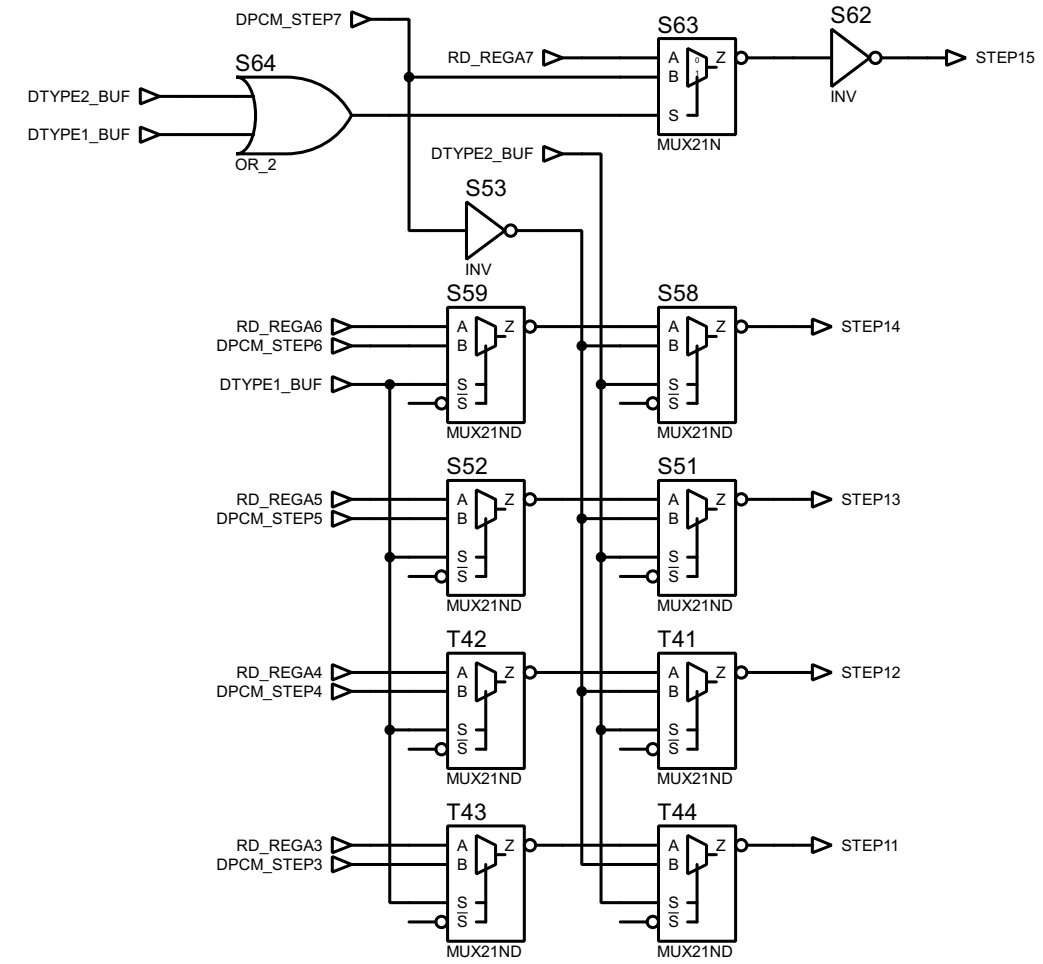 DPCM_STEP7
S63
S62
S64
RD_REGA7
A
Z
0
1
B
STEP15
DTYPE2_BUF
S
INV
DTYPE1_BUF
MUX21N
OR_2
DTYPE2_BUF
S53
INV
S59
S58
RD_REGA6
A
Z
A
Z
STEP14
DPCM_STEP6
B
B
DTYPE1_BUF
S
S
S̅
S̅
MUX21ND
MUX21ND
S52
S51
RD_REGA5
A
Z
A
Z
STEP13
DPCM_STEP5
B
B
S
S
S̅
S̅
MUX21ND
MUX21ND
T42
T41
RD_REGA4
A
Z
A
Z
STEP12
DPCM_STEP4
B
B
S
S
S̅
S̅
MUX21ND
MUX21ND
T43
T44
RD_REGA3
A
Z
A
Z
STEP11
DPCM_STEP3
B
B
S
S
S̅
S̅
MUX21ND
MUX21ND